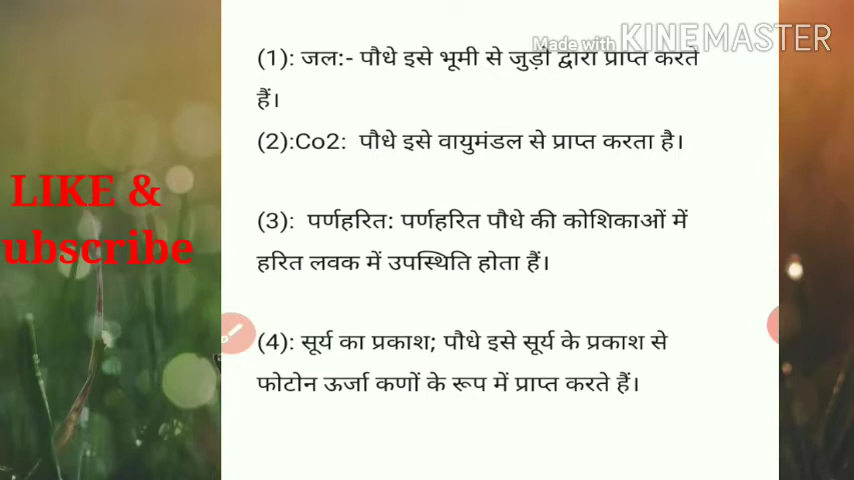 Made with KINEMASTER
(1): जल:- पौधे इसे भूमी से जुड़ो द्वारा प्राप्त करते
हैं।
(2):Co2: पौधे इसे वायुमंडल से प्राप्त करता है।
LIKE &
ubscribe
(3): पर्णहरित: पर्णहरित पौधे की कोशिकाओं में
हरित लवक में उपस्थिति होता हैं।
(4): सूर्य का प्रकाश; पौधे इसे सूर्य के प्रकाश से
फोटोन ऊर्जा कणों के रूप में प्राप्त करते हैं।